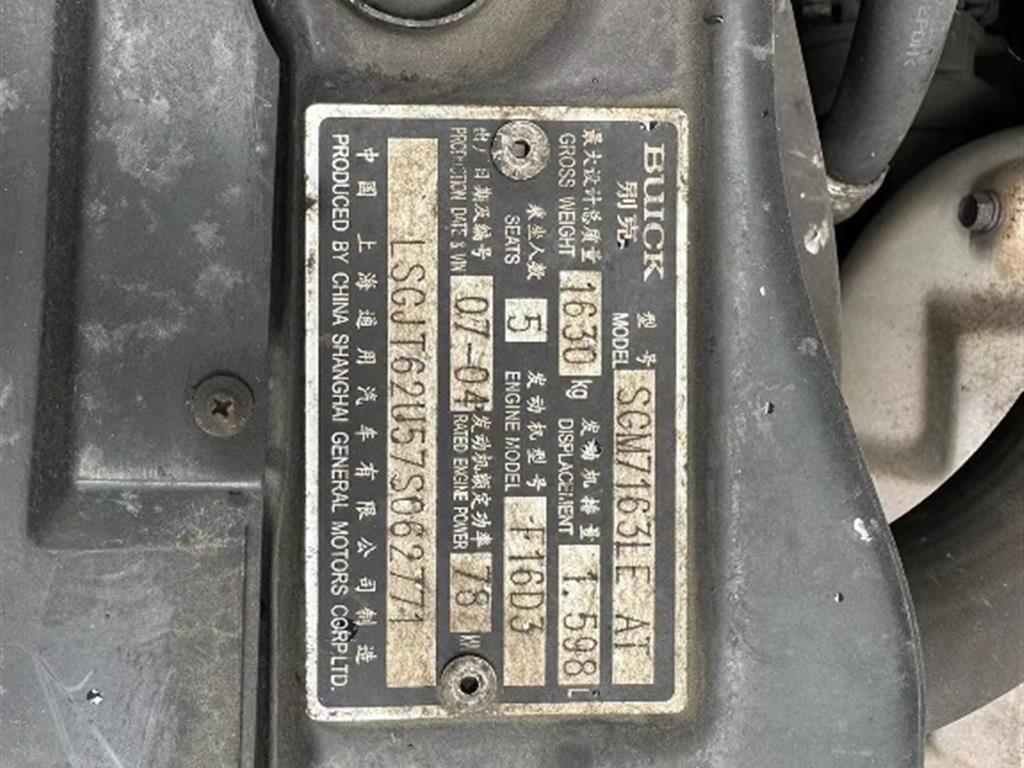 BUICK 型号 SGM7163LE AT
别克 MODEL
最大设计总质量 1630 kg 发动机排量 1.598 L
GROSS WEIGHT DISPLACEMENT
乘坐人数 5 发动机型号 F16D3
SEATS ENGINE MODEL
出厂日期及编号 07-04 发动机额定功率 78 KW
PRODUCTION DATE & VIN RATED ENGINE POWER
LSGJT62U57S062771
中国 上海通用汽车有限公司制造
PRODUCED BY CHINA SHANGHAI GENERAL MOTORS CORP LTD.